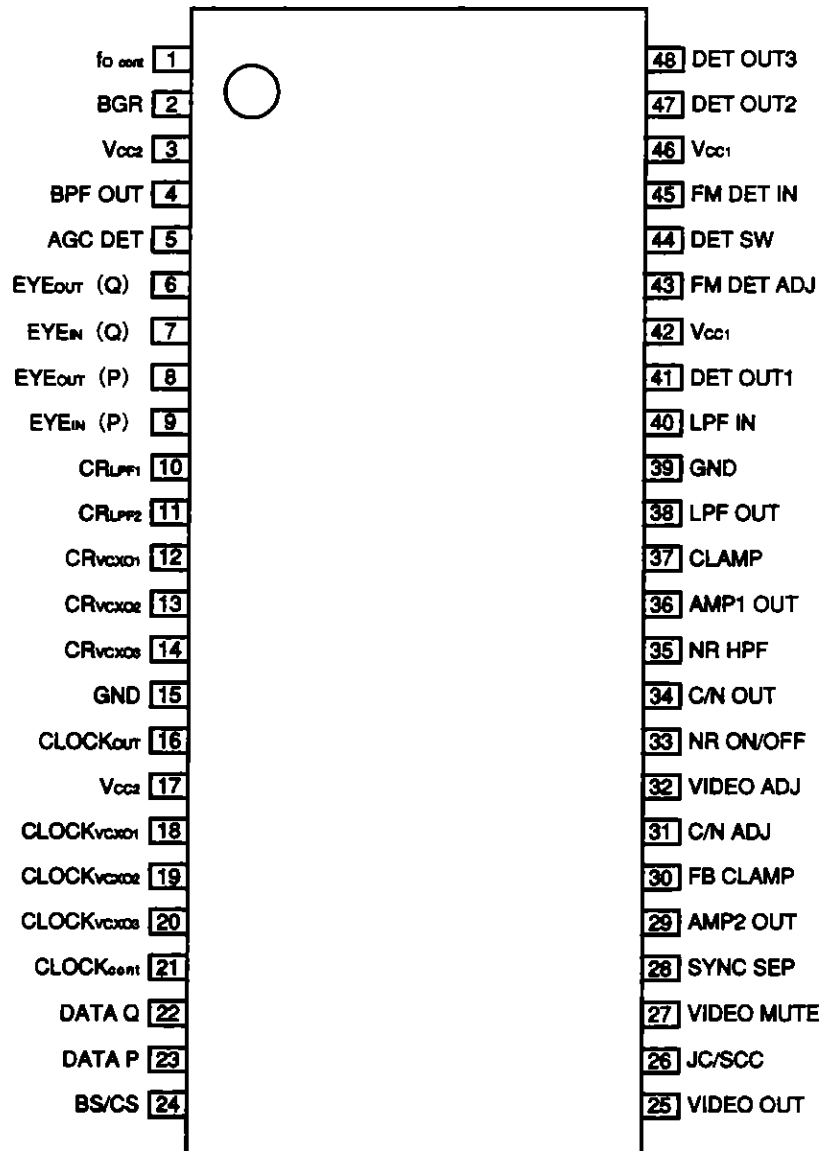 fo cont 1 48 DET OUT3
BGR 2 47 DET OUT2
Vcc2 3 46 Vcc1
BPF OUT 4 45 FM DET IN
AGC DET 5 44 DET SW
EYEOUT (Q) 6 43 FM DET ADJ
EYEIN (Q) 7 42 Vcc1
EYEOUT (P) 8 41 DET OUT1
EYEIN (P) 9 40 LPF IN
CRLPF1 10 39 GND
CRLPF2 11 38 LPF OUT
CRVCXO1 12 37 CLAMP
CRVCXO2 13 36 AMP1 OUT
CRVCXO3 14 35 NR HPF
GND 15 34 C/N OUT
CLOCKOUT 16 33 NR ON/OFF
Vcc2 17 32 VIDEO ADJ
CLOCKVCXO1 18 31 C/N ADJ
CLOCKVCXO2 19 30 FB CLAMP
CLOCKVCXO3 20 29 AMP2 OUT
CLOCKcont 21 28 SYNC SEP
DATA Q 22 27 VIDEO MUTE
DATA P 23 26 JC/SCC
BS/CS 24 25 VIDEO OUT